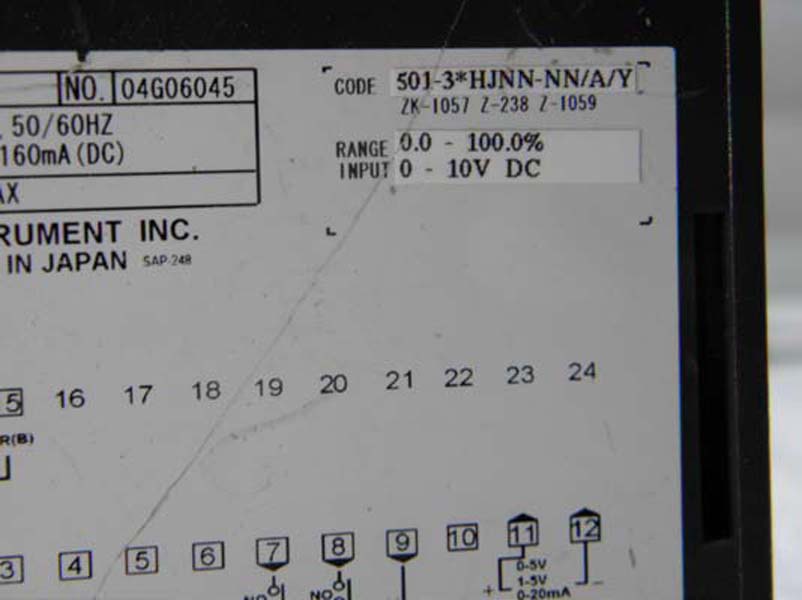 NO. 04G06045
CODE 501-3*HJNN-NN/A/Y
ZK-1057 Z-238 Z-1059
50/60HZ
160mA(DC)
RANGE 0.0 - 100.0%
INPUT 0 - 10V DC
AX
RUMENT INC.
IN JAPAN SAP-248
5 16 17 18 19 20 21 22 23 24
R(B)
3 4 5 6 7 8 9 10 11 12
0-5V
+ 1-5V -
0-20mA
NO NO